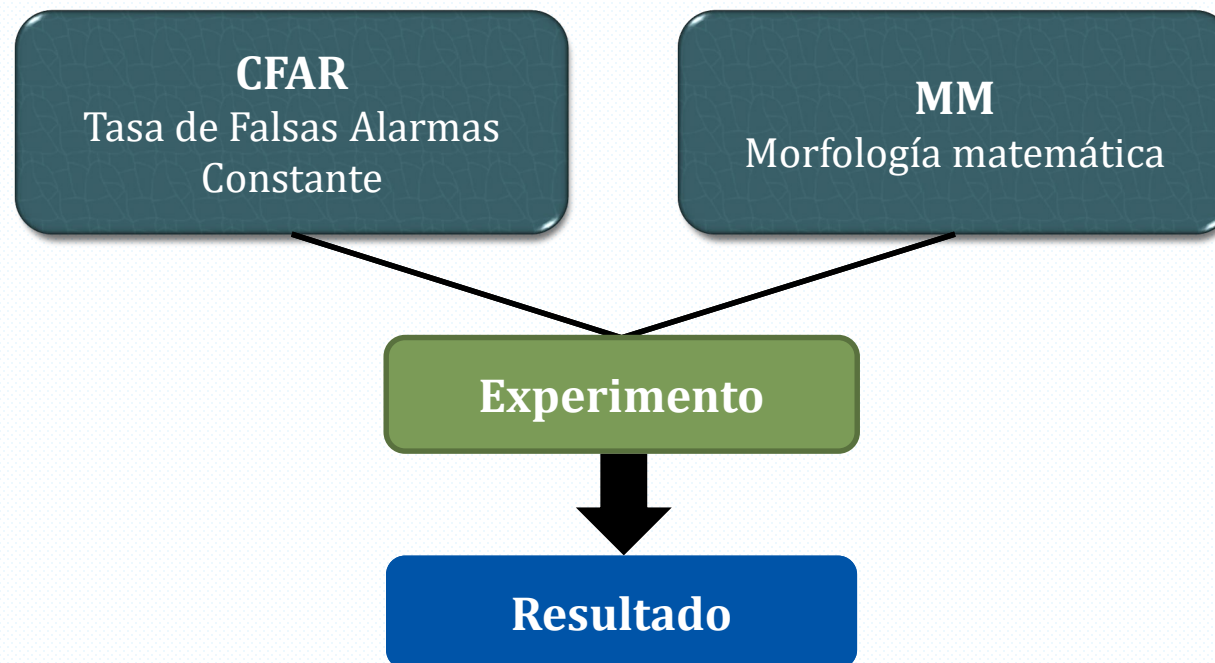 CFAR
Tasa de Falsas Alarmas
Constante
MM
Morfología matemática
Experimento
Resultado